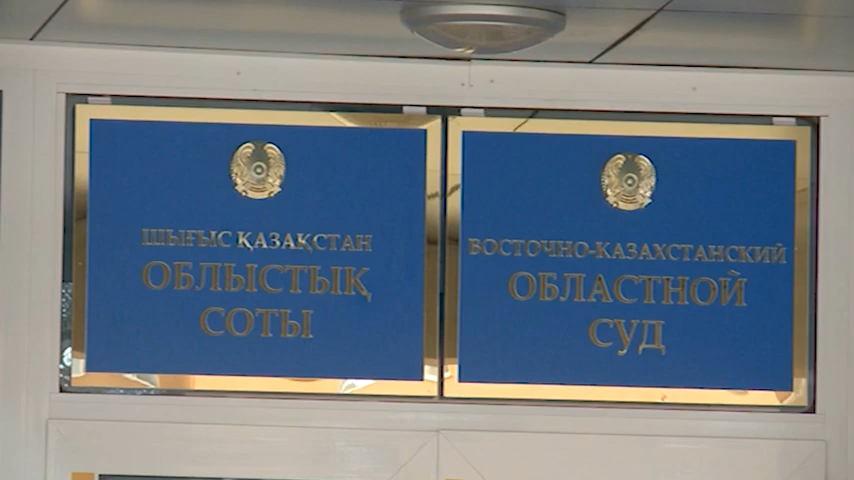 ШЫҒЫС ҚАЗАҚСТАН
ОБЛЫСТЫҚ
СОТЫ
ВОСТОЧНО-КАЗАХСТАНСКИЙ
ОБЛАСТНОЙ
СУД